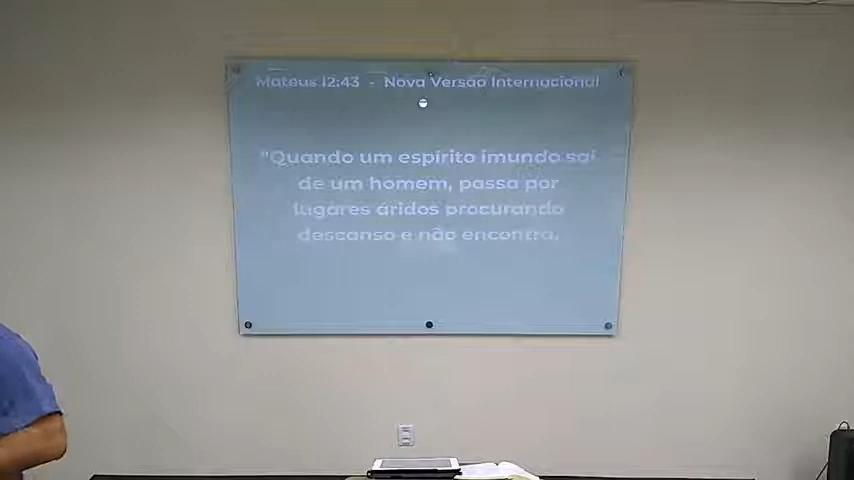 Mateus 12:43 - Nova Versão Internacional
"Quando um espírito imundo sai
de um homem, passa por
lugares áridos procurando
descanso e não encontra,